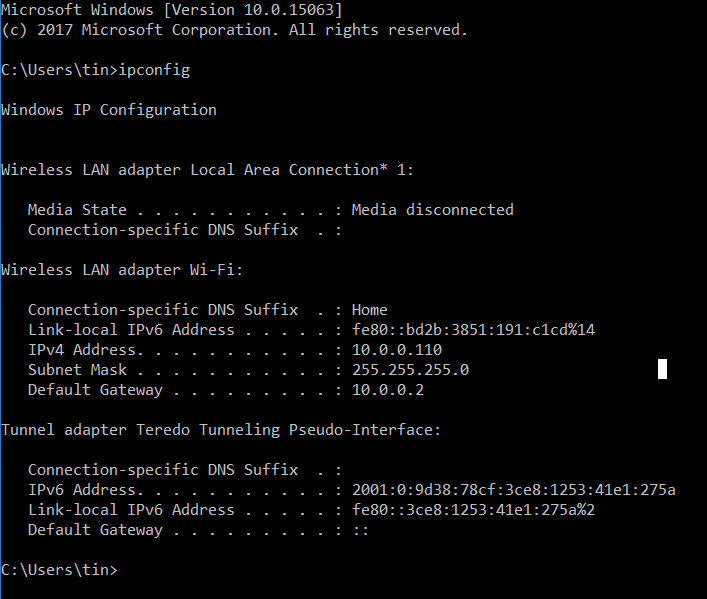 Microsoft Windows [Version 10.0.15063]
(c) 2017 Microsoft Corporation. All rights reserved.
C:\Users\tin>ipconfig
Windows IP Configuration
Wireless LAN adapter Local Area Connection* 1:
Media State . . . . . . . . . . . : Media disconnected
Connection-specific DNS Suffix  . :
Wireless LAN adapter Wi-Fi:
Connection-specific DNS Suffix  . : Home
Link-local IPv6 Address . . . . . : fe80::bd2b:3851:191:c1cd%14
IPv4 Address. . . . . . . . . . . : 10.0.0.110
Subnet Mask . . . . . . . . . . . : 255.255.255.0
Default Gateway . . . . . . . . . : 10.0.0.2
Tunnel adapter Teredo Tunneling Pseudo-Interface:
Connection-specific DNS Suffix  . :
IPv6 Address. . . . . . . . . . . : 2001:0:9d38:78cf:3ce8:1253:41e1:275a
Link-local IPv6 Address . . . . . : fe80::3ce8:1253:41e1:275a%2
Default Gateway . . . . . . . . . : ::
C:\Users\tin>